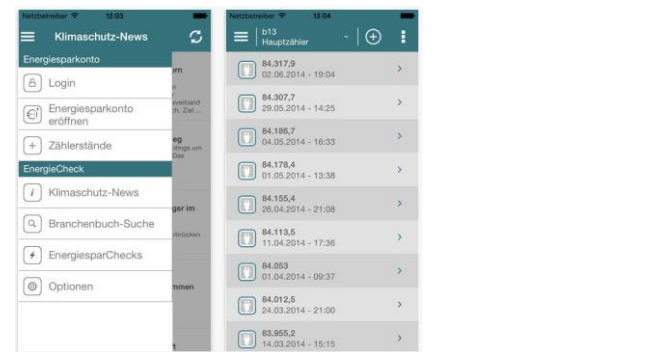 Netzbetreiber 13:03
Klimaschutz-News
Energiesparkonto
Login
Energiesparkonto
eröffnen
Zählerstände
EnergieCheck
Klimaschutz-News
Branchenbuch-Suche
EnergiesparChecks
Optionen
Netzbetreiber 13:04
b13
Hauptzähler
84.317,9
02.06.2014 - 19:04
84.307,7
29.05.2014 - 14:25
84.186,7
04.05.2014 - 16:33
84.178,4
01.05.2014 - 13:38
84.155,4
26.04.2014 - 21:08
84.113,5
11.04.2014 - 17:36
84.053
01.04.2014 - 09:37
84.012,5
24.03.2014 - 21:00
83.955,2
14.03.2014 - 15:15